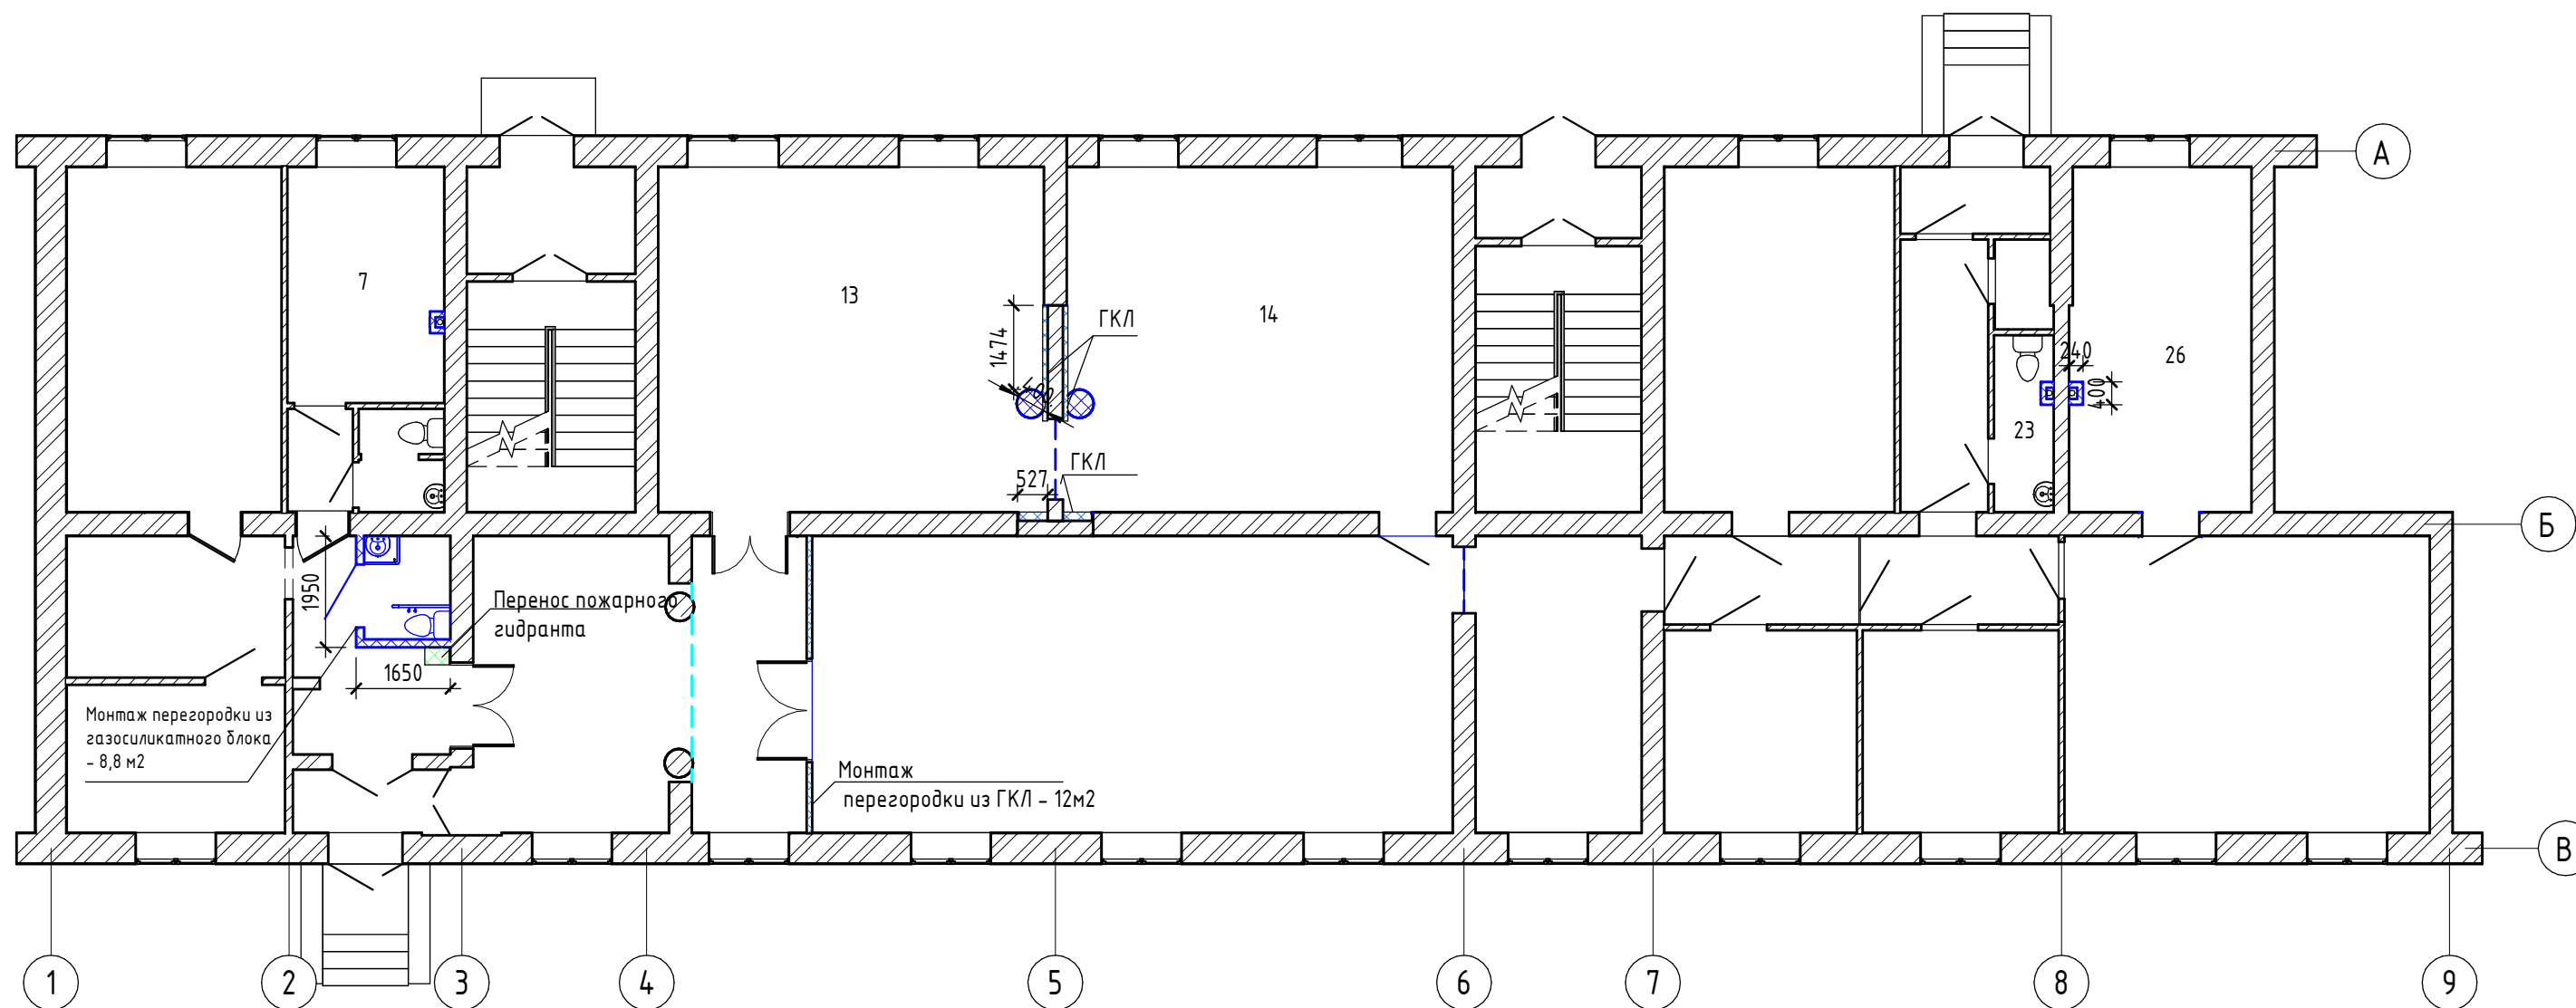 А
7
13
14
ГКЛ
1474
400
26
240
400
23
ГКЛ
527
Б
1950
Перенос пожарного
гидранта
1650
Монтаж перегородки из
газосиликатного блока
- 8,8 м2
Монтаж
перегородки из ГКЛ - 12м2
В
1
2
3
4
5
6
7
8
9